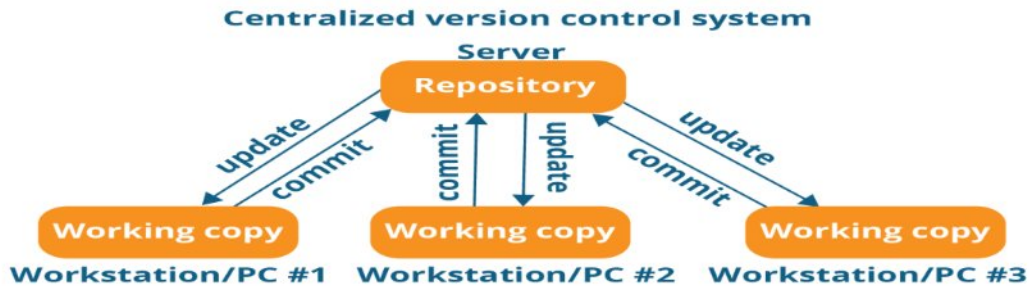 Centralized version control system
Server
Repository
update
commit
commit
update
update
commit
Working copy
Working copy
Working copy
Workstation/PC #1
Workstation/PC #2
Workstation/PC #3